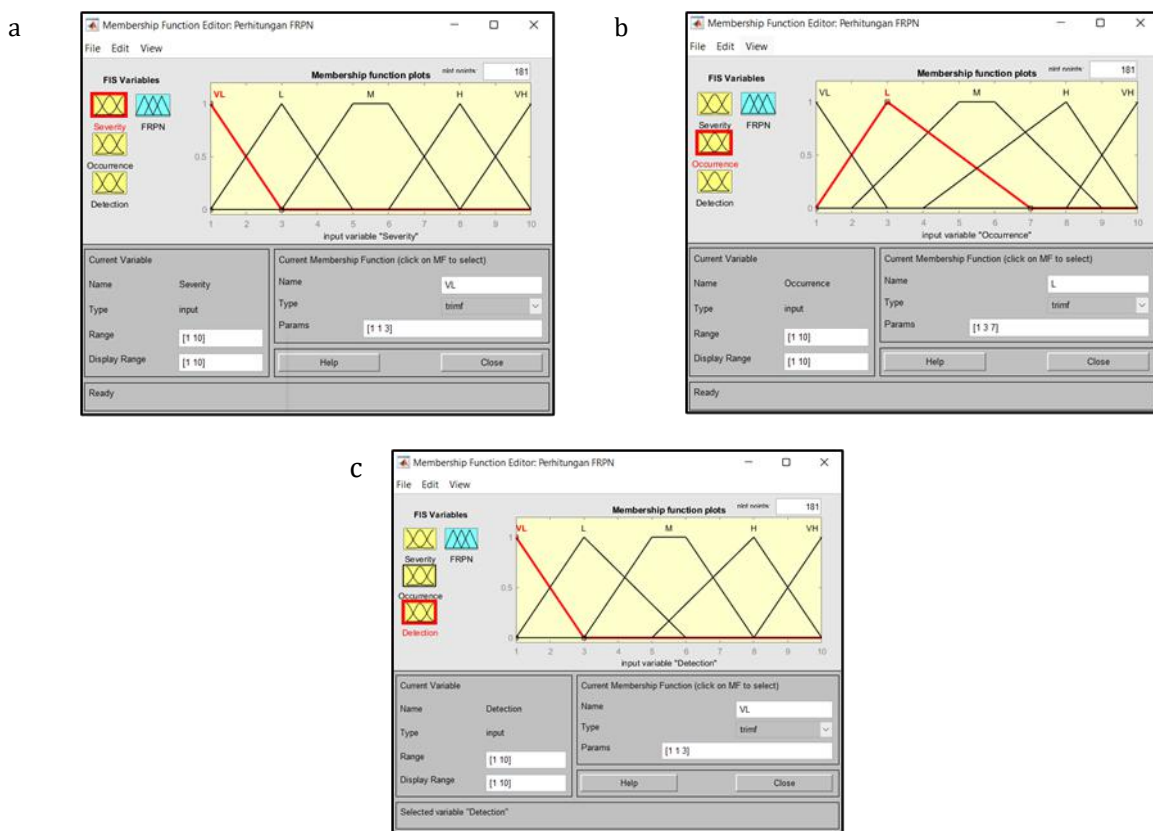 a
Membership Function Editor: Perhitungan FRPN
File Edit View
FIS Variables
Membership function plots
plot points:
181
VL L M H VH
1
0.5
0
Severity FRPN
Occurrence
Detection
1 2 3 4 5 6 7 8 9 10
input variable "Severity"
Current Variable
Name Severity
Type input
Range [1 10]
Display Range [1 10]
Current Membership Function (click on MF to select)
Name VL
Type trimf
Params [1 1 3]
Help Close
Ready
b
Membership Function Editor: Perhitungan FRPN
File Edit View
FIS Variables
Membership function plots
plot points:
181
VL L M H VH
1
0.5
0
Severity FRPN
Occurrence
Detection
1 2 3 4 5 6 7 8 9 10
input variable "Occurrence"
Current Variable
Name Occurrence
Type input
Range [1 10]
Display Range [1 10]
Current Membership Function (click on MF to select)
Name L
Type trimf
Params [1 3 7]
Help Close
Ready
c
Membership Function Editor: Perhitungan FRPN
File Edit View
FIS Variables
Membership function plots
plot points:
181
VL L M H VH
1
0.5
0
Severity FRPN
Occurrence
Detection
1 2 3 4 5 6 7 8 9 10
input variable "Detection"
Current Variable
Name Detection
Type input
Range [1 10]
Display Range [1 10]
Current Membership Function (click on MF to select)
Name VL
Type trimf
Params [1 1 3]
Help Close
Selected variable "Detection"